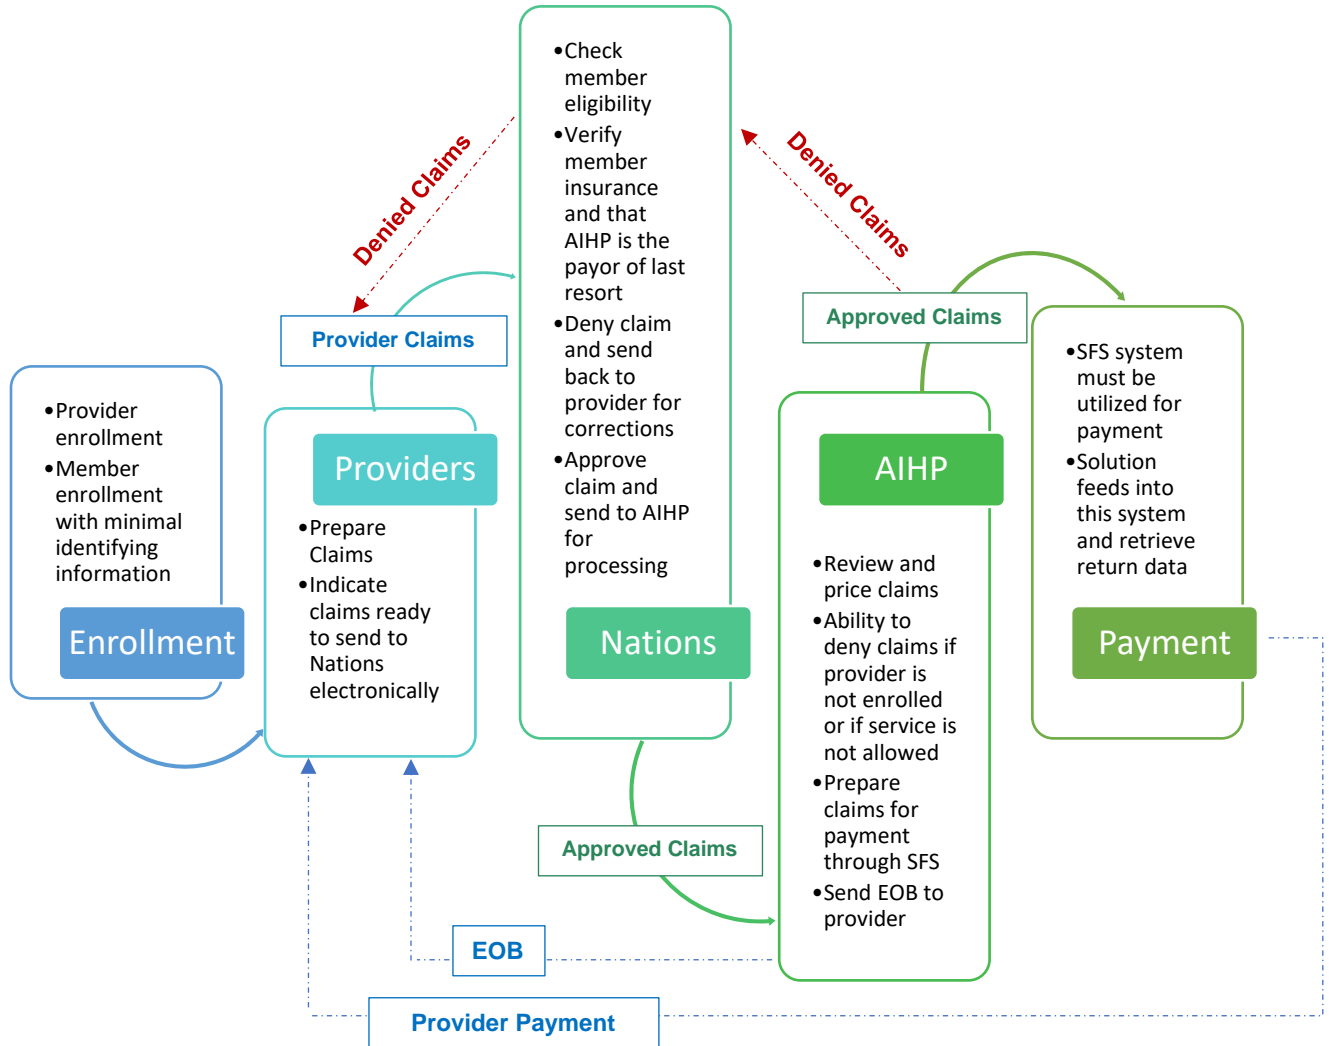 •Provider
enrollment
•Member
enrollment
with minimal
identifying
information
Enrollment
Provider Claims
Providers
•Prepare
Claims
•Indicate
claims ready
to send to
Nations
electronically
Denied Claims
•Check
member
eligibility
•Verify
member
insurance
and that
AIHP is the
payor of last
resort
•Deny claim
and send
back to
provider for
corrections
•Approve
claim and
send to AIHP
for
processing
Nations
Approved Claims
Denied Claims
Approved Claims
AIHP
•Review and
price claims
•Ability to
deny claims if
provider is
not enrolled
or if service is
not allowed
•Prepare
claims for
payment
through SFS
•Send EOB to
provider
•SFS system
must be
utilized for
payment
•Solution
feeds into
this system
and retrieve
return data
Payment
EOB
Provider Payment